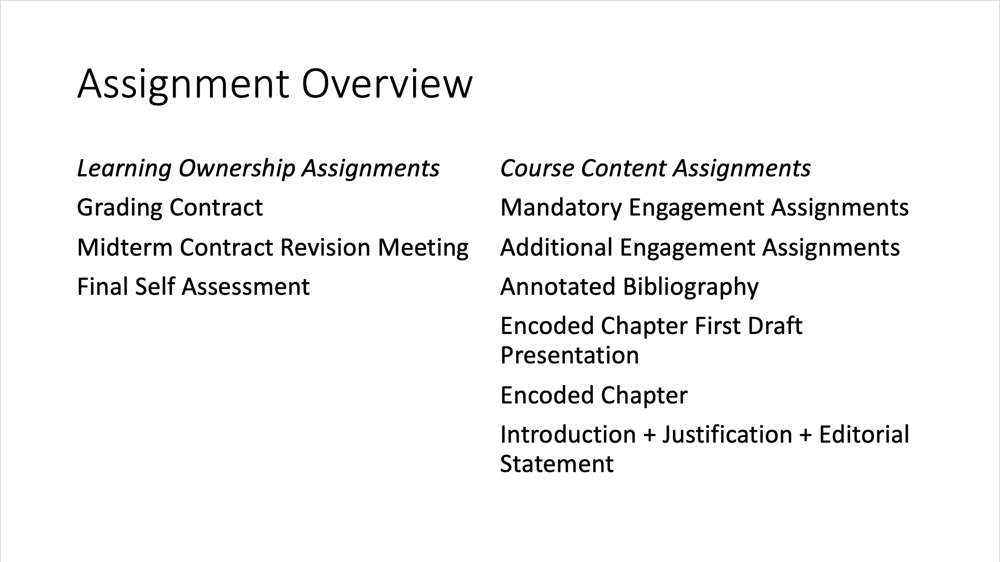 Assignment Overview
Learning Ownership Assignments
Grading Contract
Midterm Contract Revision Meeting
Final Self Assessment
Course Content Assignments
Mandatory Engagement Assignments
Additional Engagement Assignments
Annotated Bibliography
Encoded Chapter First Draft
Presentation
Encoded Chapter
Introduction + Justification + Editorial
Statement